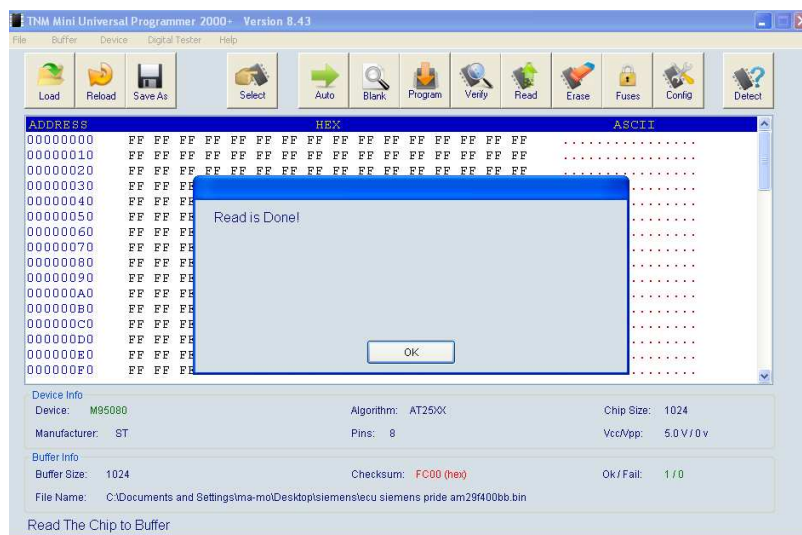 TNM Mini Universal Programmer 2000+ Version 8.43
File Buffer Device Digital Tester Help
Load Reload Save As Select Auto Blank Program Verify Read Erase Fuses Config Detect
ADDRESS HEX ASCII
00000000 FF FF FF FF FF FF FF FF FF FF FF FF FF FF FF FF ................
00000010 FF FF FF FF FF FF FF FF FF FF FF FF FF FF FF FF ................
00000020 FF FF FF FF FF FF FF FF FF FF FF FF FF FF FF FF ................
00000030 FF FF FF ........
00000040 FF FF FF ........
00000050 FF FF FF ........
00000060 FF FF FF ........
00000070 FF FF FF ........
00000080 FF FF FF ........
00000090 FF FF FF ........
000000A0 FF FF FF ........
000000B0 FF FF FF ........
000000C0 FF FF FF ........
000000D0 FF FF FF ........
000000E0 FF FF FF ........
000000F0 FF FF FF ........
Read is Done!
OK
Device Info
Device: M95080 Algorithm: AT25XX Chip Size: 1024
Manufacturer: ST Pins: 8 Vcc/Vpp: 5.0 V / 0 v
Buffer Info
Buffer Size: 1024 Checksum: FC00 (hex) Ok / Fail: 1 / 0
File Name: C:\Documents and Settings\ma-mo\Desktop\siemens\ecu siemens pride am29f400bb.bin
Read The Chip to Buffer